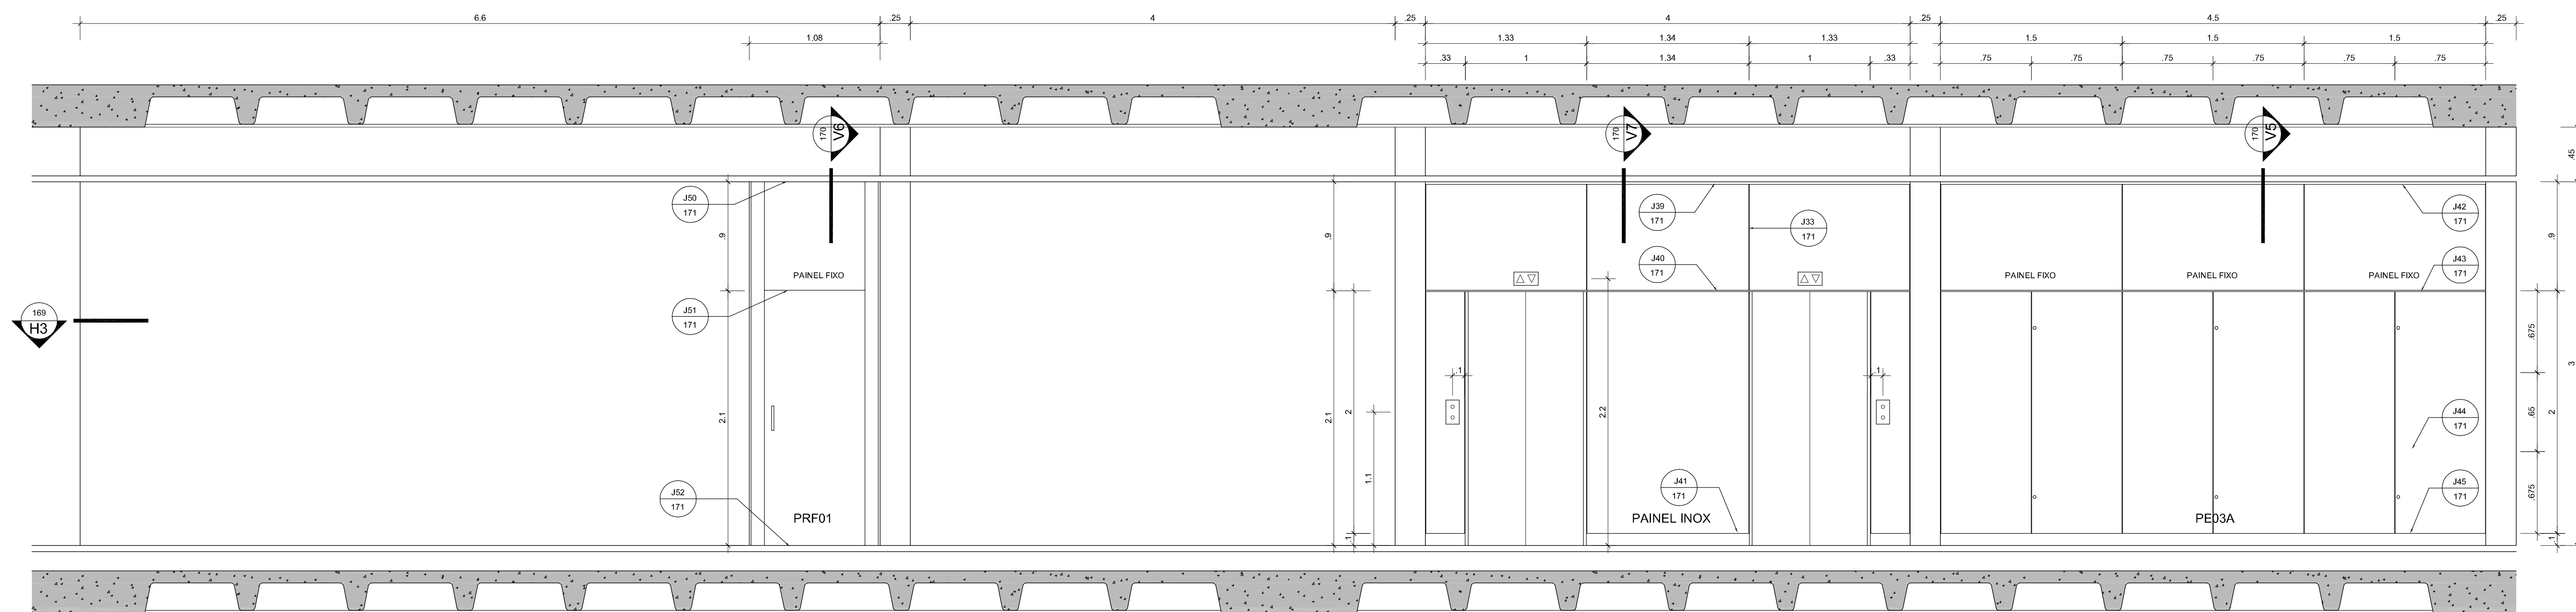 6.6
.25
4
.25
4
.25
4.5
.25
1.08
1.33
1.34
1.33
1.5
1.5
1.5
.33
1
1.34
1
.33
.75
.75
.75
.75
.75
.75
170
V6
170
V7
170
V5
.45
J50
171
J39
171
J33
171
J42
171
.9
.9
.9
J40
171
J43
171
PAINEL FIXO
PAINEL FIXO
PAINEL FIXO
PAINEL FIXO
169
H3
J51
171
.675
3
.1
.1
2.1
2.1
2
2.2
.65
2
J44
171
1.1
J52
171
J41
171
J45
171
.675
PRF01
PAINEL INOX
PE03A
.1
.1